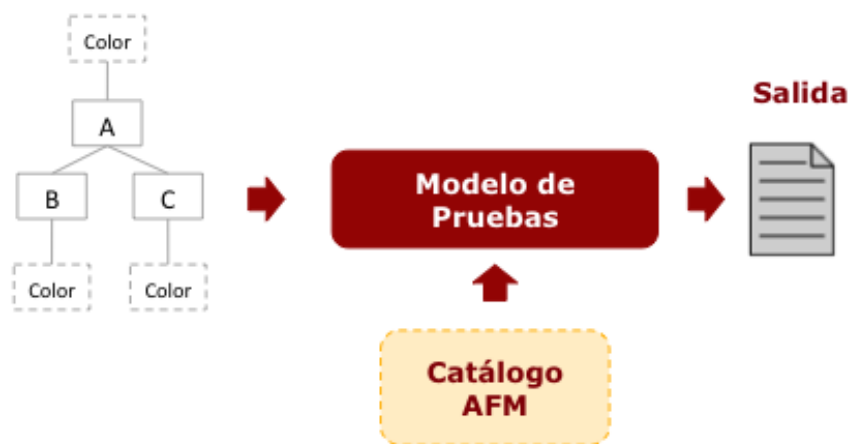 Color
A
B
C
Color
Color
Modelo de
Pruebas
Salida
Catálogo
AFM